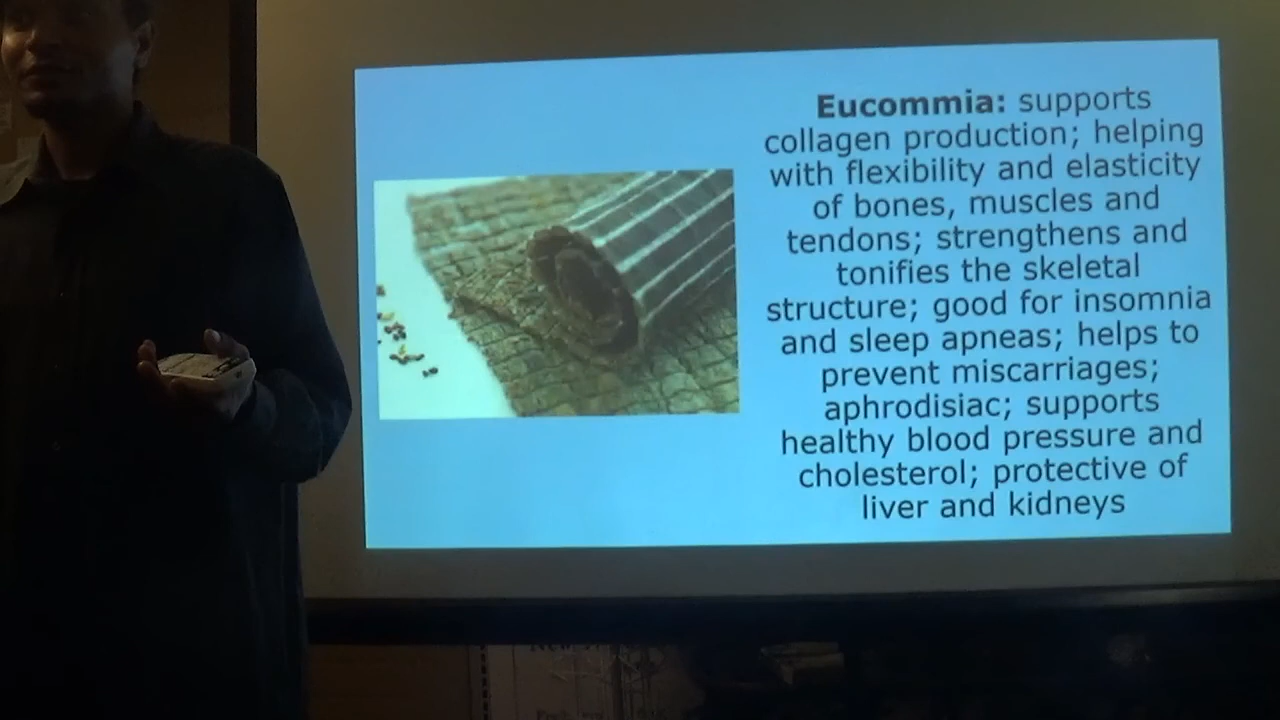 Eucommia: supports
collagen production; helping
with flexibility and elasticity
of bones, muscles and
tendons; strengthens and
tonifies the skeletal
structure; good for insomnia
and sleep apneas; helps to
prevent miscarriages;
aphrodisiac; supports
healthy blood pressure and
cholesterol; protective of
liver and kidneys